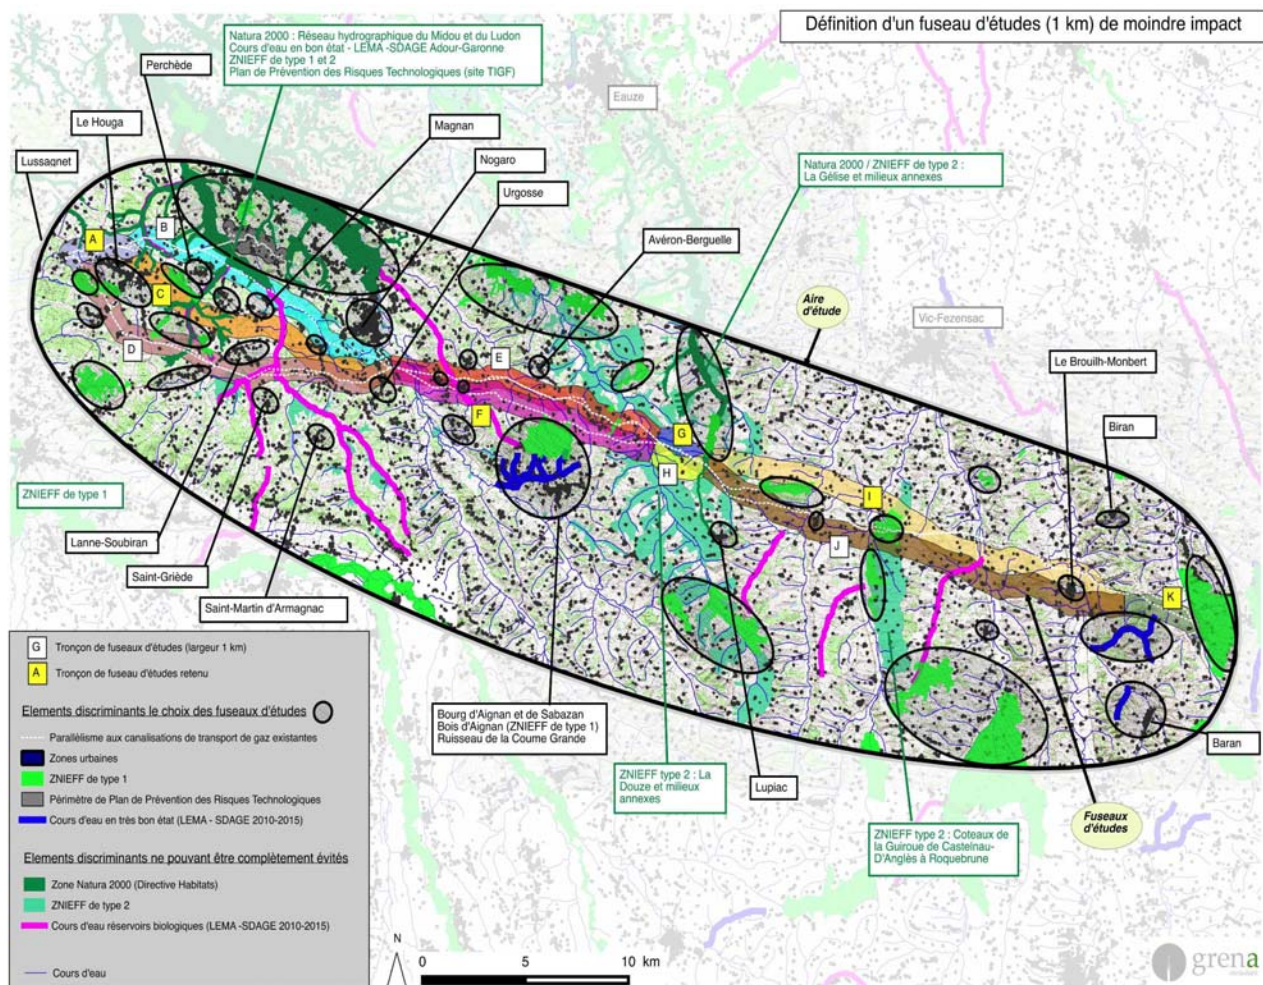 Définition d'un fuseau d'études (1 km) de moindre impact
Natura 2000 : Réseau hydrographique du Midou et du Ludon
Cours d'eau en bon état - LEMA -SDAGE Adour-Garonne
ZNIEFF de type 1 et 2
Plan de Prévention des Risques Technologiques (site TIGF)
Perchède
Le Houga
Lussagnet
Magnan
Nogaro
Urgosse
Eauze
Natura 2000 / ZNIEFF de type 2 :
La Gélise et milieux annexes
Avéron-Berguelle
Aire
d'étude
Vic-Fezensac
Le Brouilh-Monbert
Biran
A
B
C
D
E
F
G
H
I
J
K
ZNIEFF de type 1
Lanne-Soubiran
Saint-Griède
Saint-Martin d'Armagnac
Bourg d'Aignan et de Sabazan
Bois d'Aignan (ZNIEFF de type 1)
Ruisseau de la Coume Grande
ZNIEFF type 2 : La
Douze et milieux
annexes
Lupiac
ZNIEFF type 2 : Coteaux de
la Guiroue de Castelnau-
D'Anglès à Roquebrune
Fuseaux
d'études
Baran
G Tronçon de fuseaux d'études (largeur 1 km)
A Tronçon de fuseau d'études retenu
Elements discriminants le choix des fuseaux d'études
Parallélisme aux canalisations de transport de gaz existantes
Zones urbaines
ZNIEFF de type 1
Périmètre de Plan de Prévention des Risques Technologiques
Cours d'eau en très bon état (LEMA - SDAGE 2010-2015)
Elements discriminants ne pouvant être complètement évités
Zone Natura 2000 (Directive Habitats)
ZNIEFF de type 2
Cours d'eau réservoirs biologiques (LEMA -SDAGE 2010-2015)
Cours d'eau
N
0 5 10 km
grena